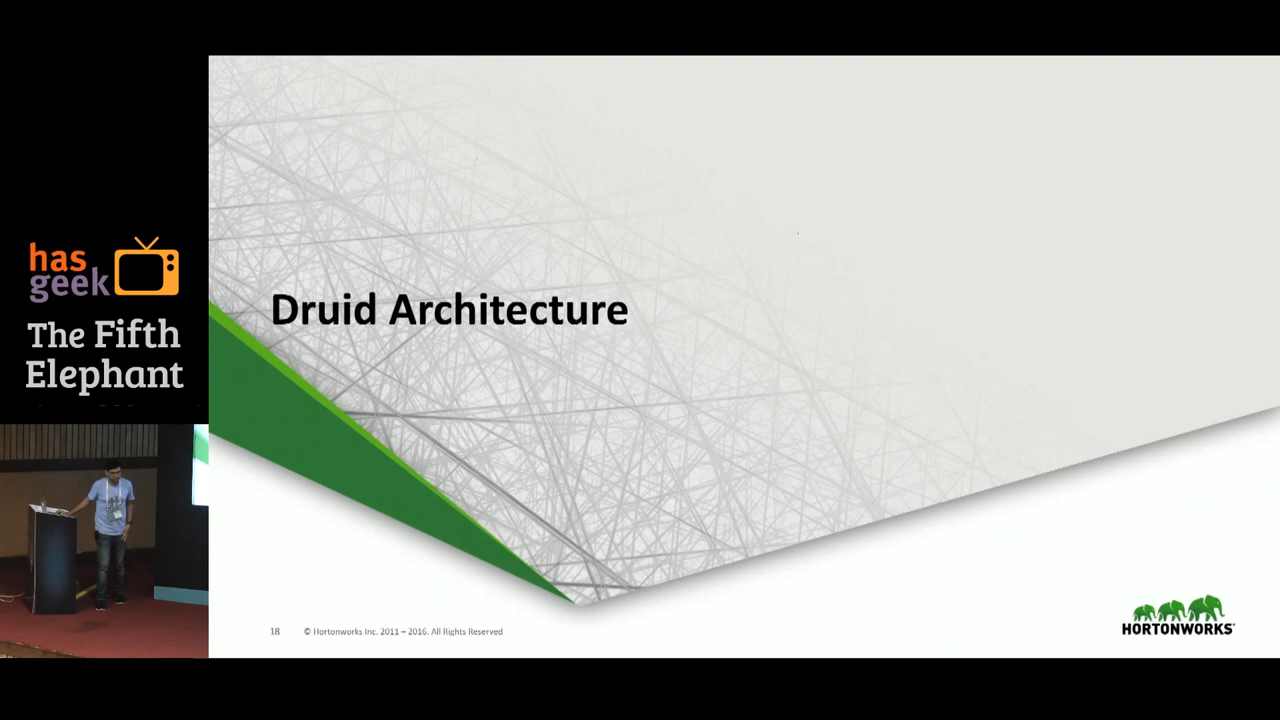 has
geek
The Fifth
Elephant
Druid Architecture
18 © Hortonworks Inc. 2011 – 2016. All Rights Reserved
HORTONWORKS